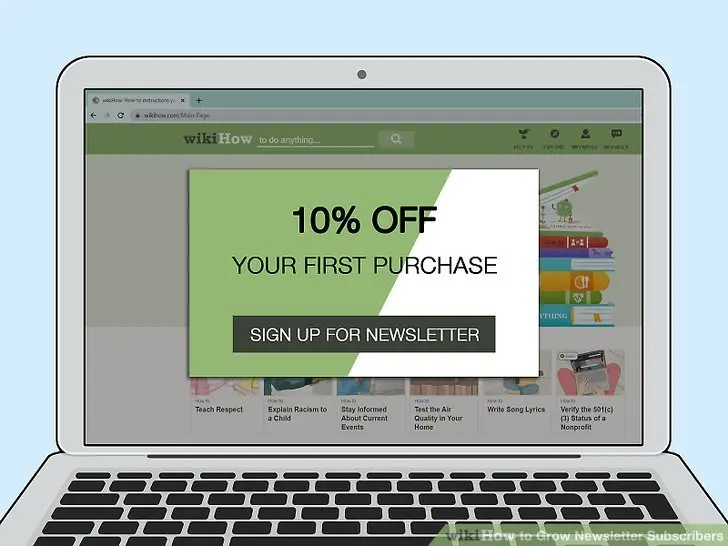 wikiHow: How-to instructions y
wikihow.com/Main-Page
wikiHow to do anything...
HELP US EXPLORE MY PROFILE MESSAGES
10% OFF
YOUR FIRST PURCHASE
SIGN UP FOR NEWSLETTER
YTHING
How to
Teach Respect
How to
Explain Racism to
a Child
How to
Stay Informed
About Current
Events
How to
Test the Air
Quality in Your
Home
How to
Write Song Lyrics
How to
Verify the 501(c)
(3) Status of a
Nonprofit
wikiHow to Grow Newsletter Subscribers